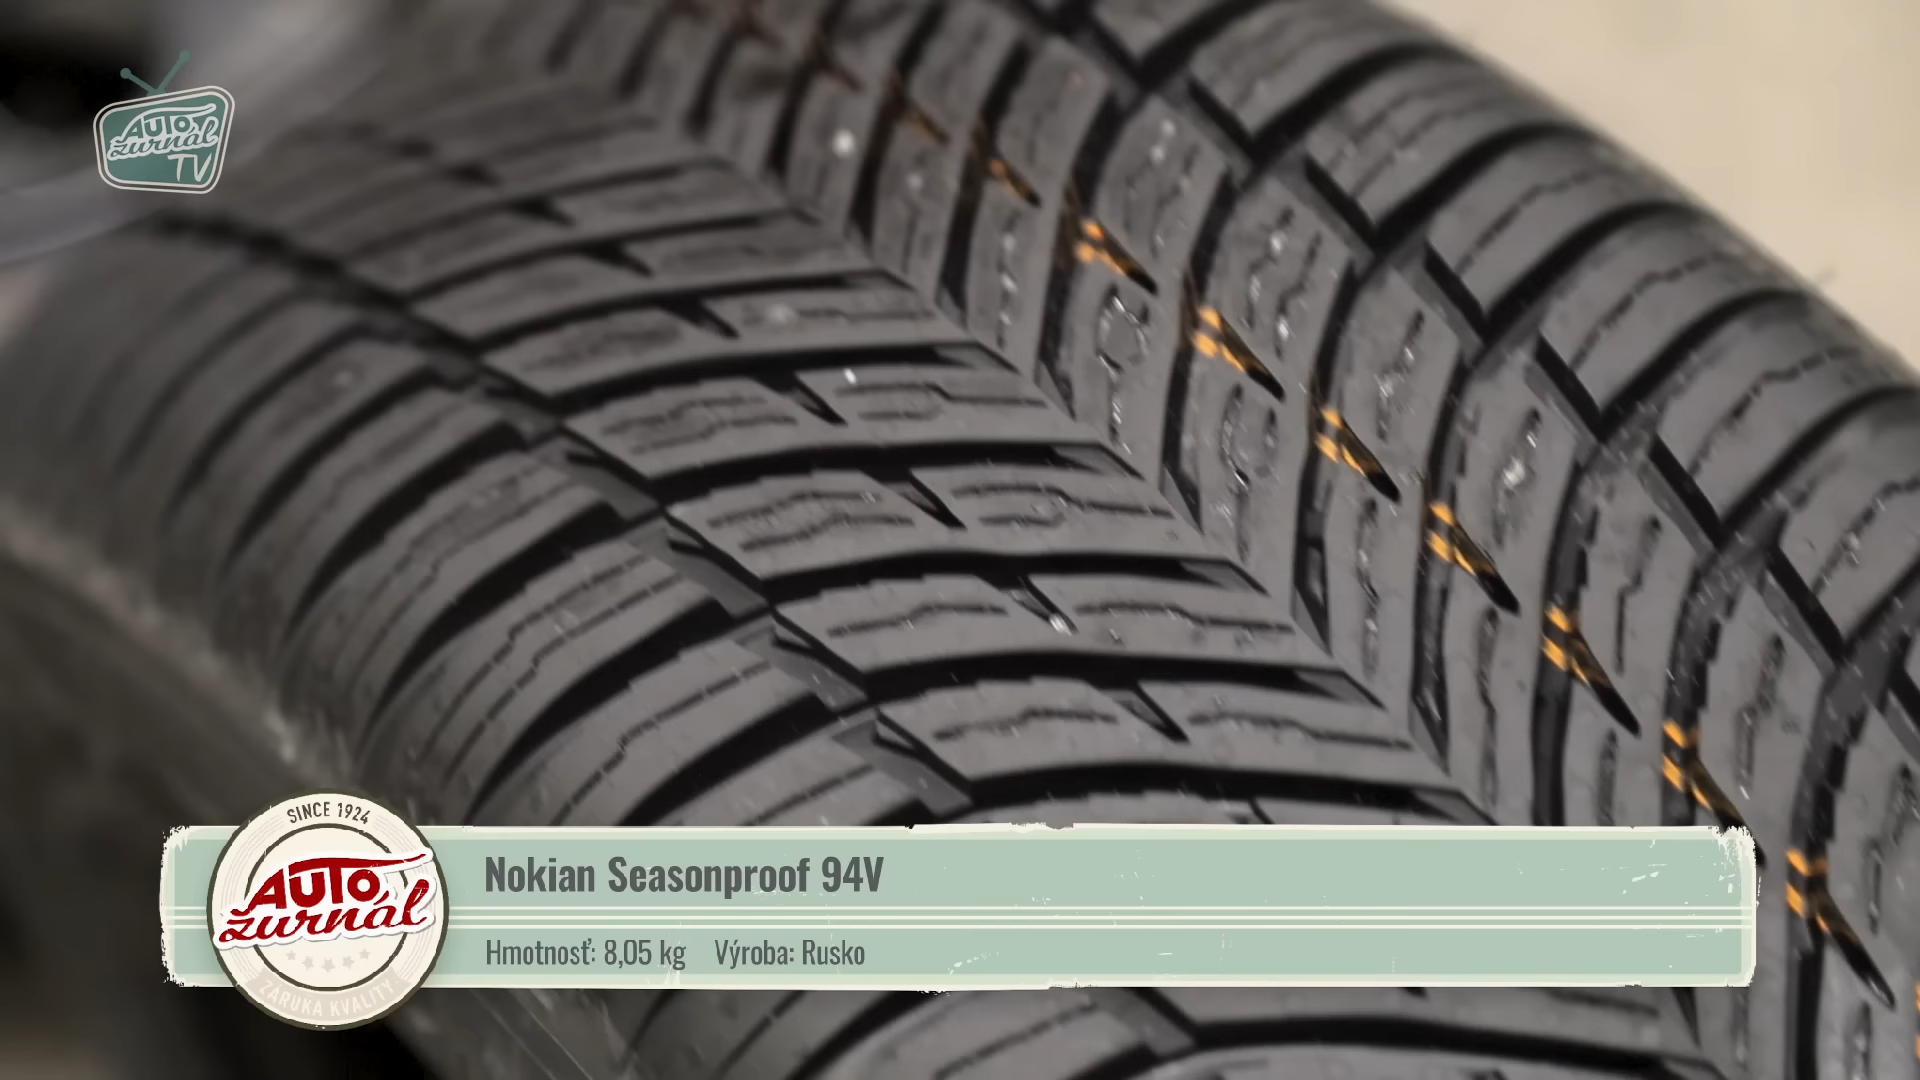 AUTO
žurnál
TV
SINCE 1924
AUTO
žurnál
ZÁRUKA KVALITY
Nokian Seasonproof 94V
Hmotnosť: 8,05 kg Výroba: Rusko